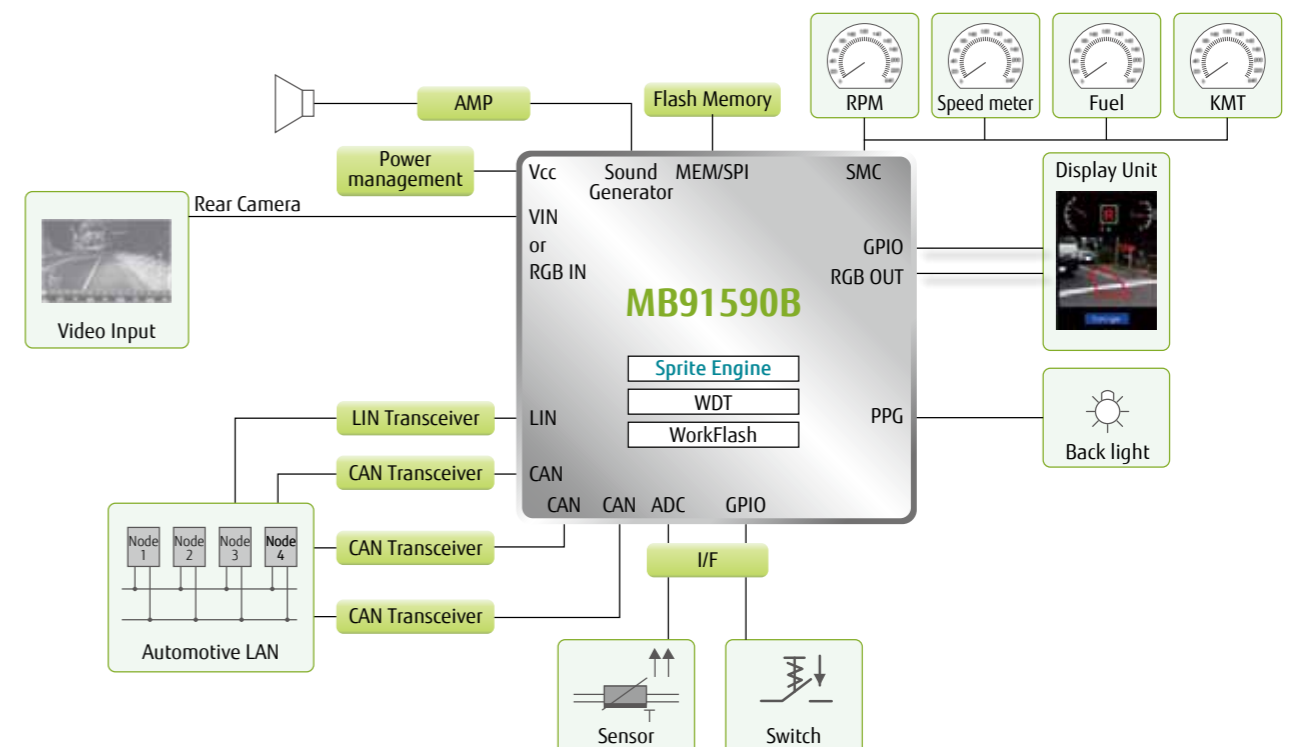 RPM
Speed meter
Fuel
KMT
AMP
Flash Memory
Power
management
Vcc
Sound
Generator
MEM/SPI
SMC
Display Unit
R
Rear Camera
VIN
or
RGB IN
GPIO
RGB OUT
Video Input
MB91590B
Sprite Engine
WDT
WorkFlash
LIN Transceiver
LIN
PPG
Back light
CAN Transceiver
CAN
CAN
CAN
ADC
GPIO
Node
1
Node
2
Node
3
Node
4
CAN Transceiver
I/F
CAN Transceiver
Automotive LAN
T
Sensor
Switch